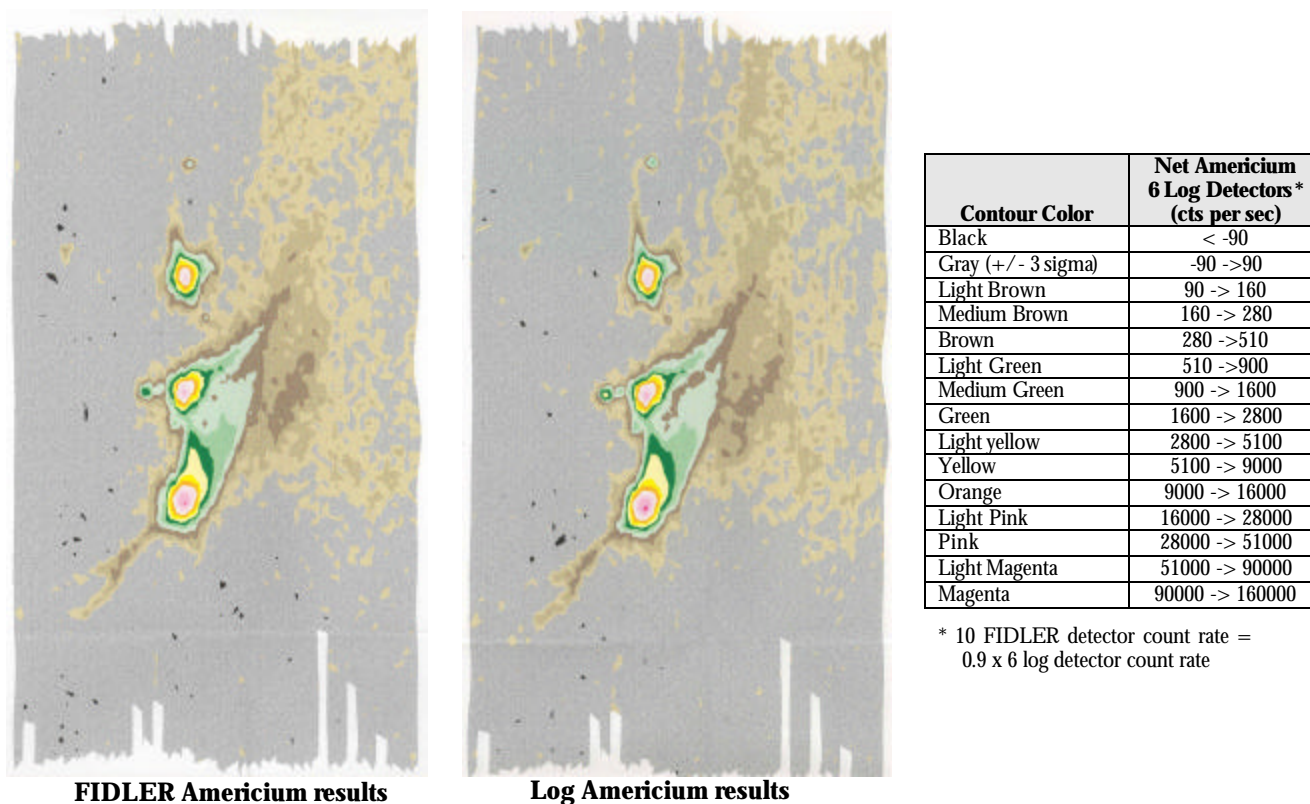 FIDLER Americium results
Log Americium results
Contour Color
Net Americium
6 Log Detectors *
(cts per sec)
Black < -90
Gray (+/- 3 sigma) -90 ->90
Light Brown 90 -> 160
Medium Brown 160 -> 280
Brown 280 ->510
Light Green 510 ->900
Medium Green 900 -> 1600
Green 1600 -> 2800
Light yellow 2800 -> 5100
Yellow 5100 -> 9000
Orange 9000 -> 16000
Light Pink 16000 -> 28000
Pink 28000 -> 51000
Light Magenta 51000 -> 90000
Magenta 90000 -> 160000
* 10 FIDLER detector count rate =
0.9 x 6 log detector count rate